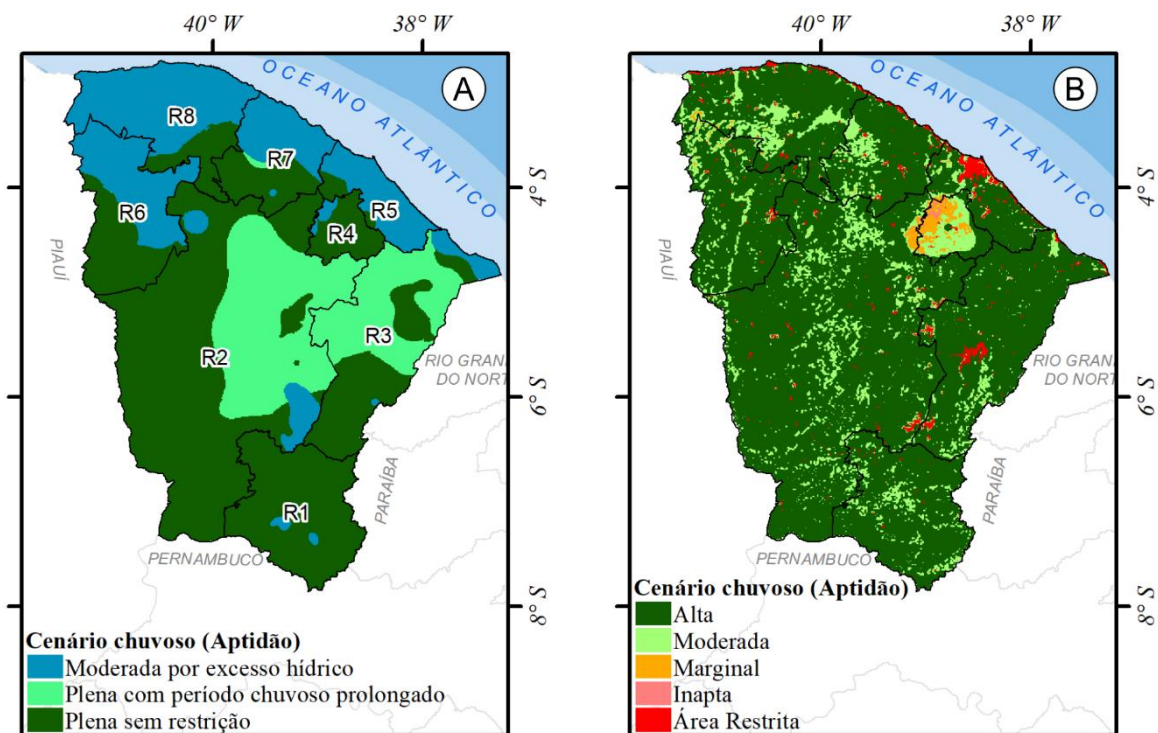 40° W
38° W
OCEANO ATLÂNTICO
A
R8
R7
R6
R5
R4
R3
R2
R1
4° S
6° S
8° S
PIAUÍ
RIO GRAN
DO NORT
PARAÍBA
PERNAMBUCO
Cenário chuvoso (Aptidão)
Moderada por excesso hídrico
Plena com período chuvoso prolongado
Plena sem restrição
40° W
38° W
OCEANO ATLÂNTICO
B
4° S
6° S
8° S
PIAUÍ
RIO GRAN
DO NORT
PARAÍBA
PERNAMBUCO
Cenário chuvoso (Aptidão)
Alta
Moderada
Marginal
Inapta
Área Restrita